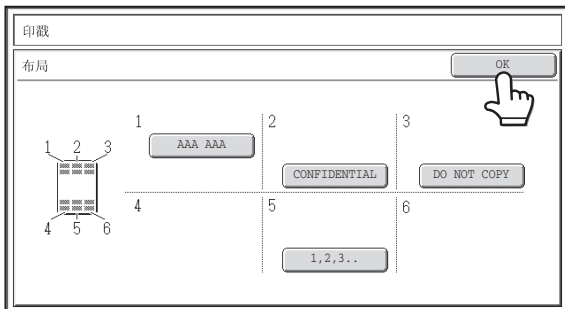 印戳
布局
OK
1 2 3
AAA AAA
CONFIDENTIAL
DO NOT COPY
1 2 3
4 5 6
4 5 6
1,2,3..